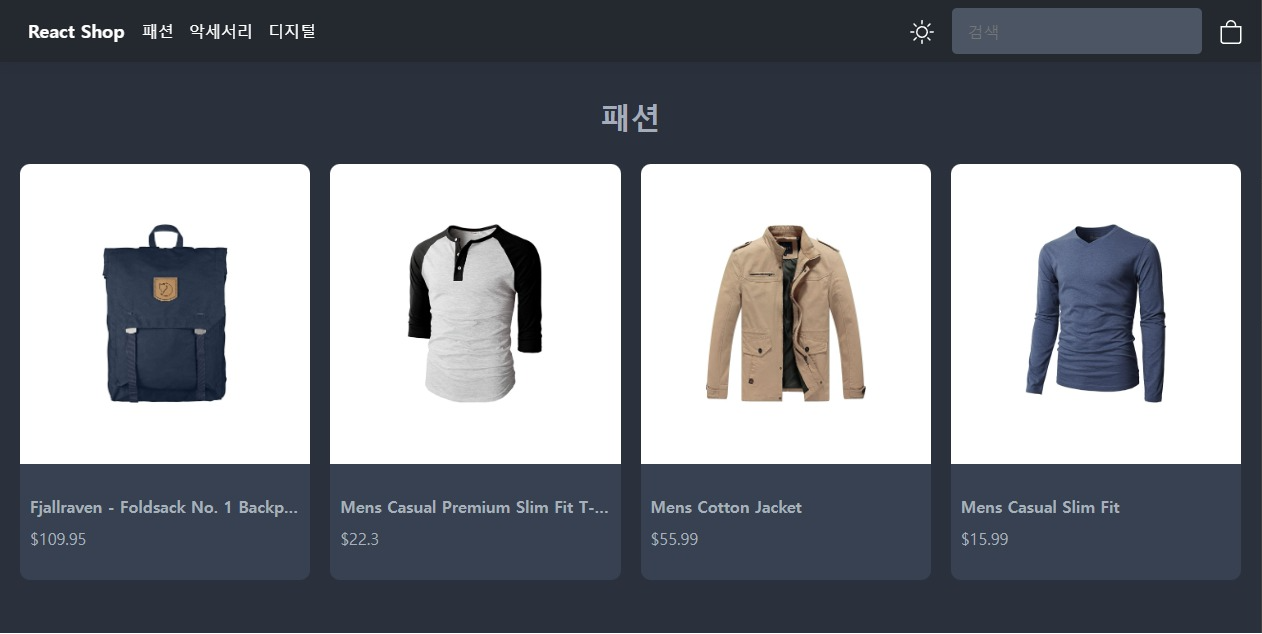 React Shop 패션 악세서리 디지털 검색
패션
Fjallraven - Foldsack No. 1 Backp...
$109.95
Mens Casual Premium Slim Fit T-...
$22.3
Mens Cotton Jacket
$55.99
Mens Casual Slim Fit
$15.99